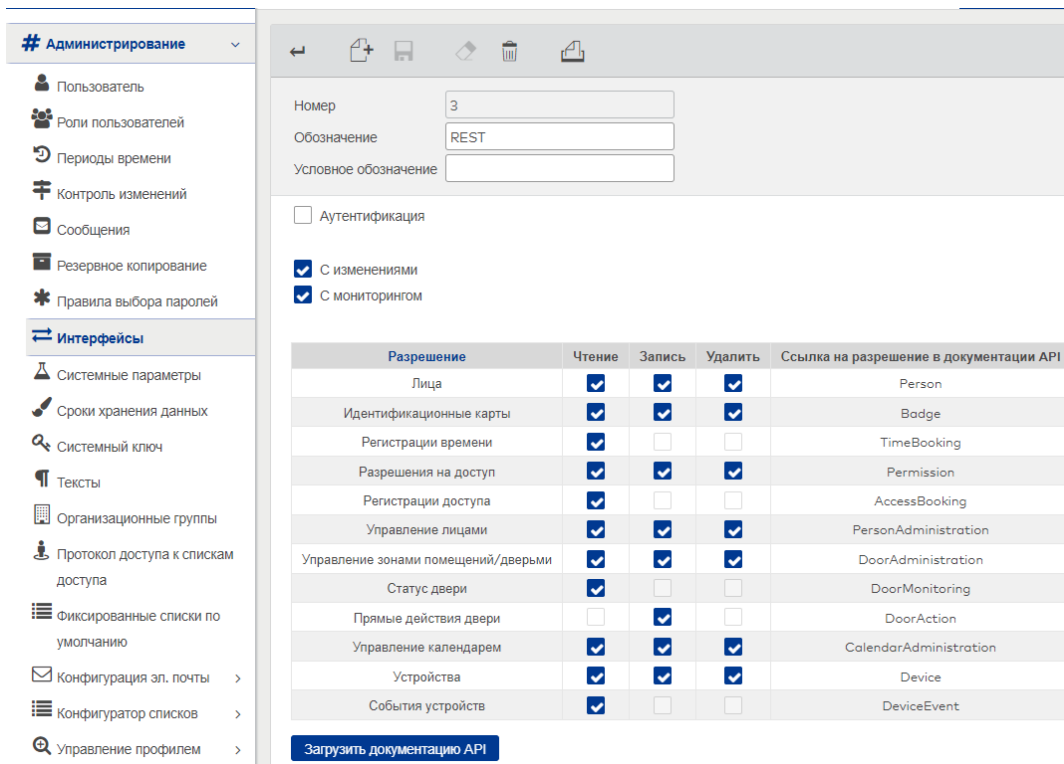 Администрирование
Пользователь
Роли пользователей
Периоды времени
Контроль изменений
Сообщения
Резервное копирование
Правила выбора паролей
Интерфейсы
Системные параметры
Сроки хранения данных
Системный ключ
Тексты
Организационные группы
Протокол доступа к спискам
доступа
Фиксированные списки по
умолчанию
Конфигурация эл. почты
Конфигуратор списков
Управление профилем
Номер 3
Обозначение REST
Условное обозначение
Аутентификация
С изменениями
С мониторингом
Разрешение Чтение Запись Удалить Ссылка на разрешение в документации API
Лица Person
Идентификационные карты Badge
Регистрации времени TimeBooking
Разрешения на доступ Permission
Регистрации доступа AccessBooking
Управление лицами PersonAdministration
Управление зонами помещений/дверьми DoorAdministration
Статус двери DoorMonitoring
Прямые действия двери DoorAction
Управление календарем CalendarAdministration
Устройства Device
События устройств DeviceEvent
Загрузить документацию API